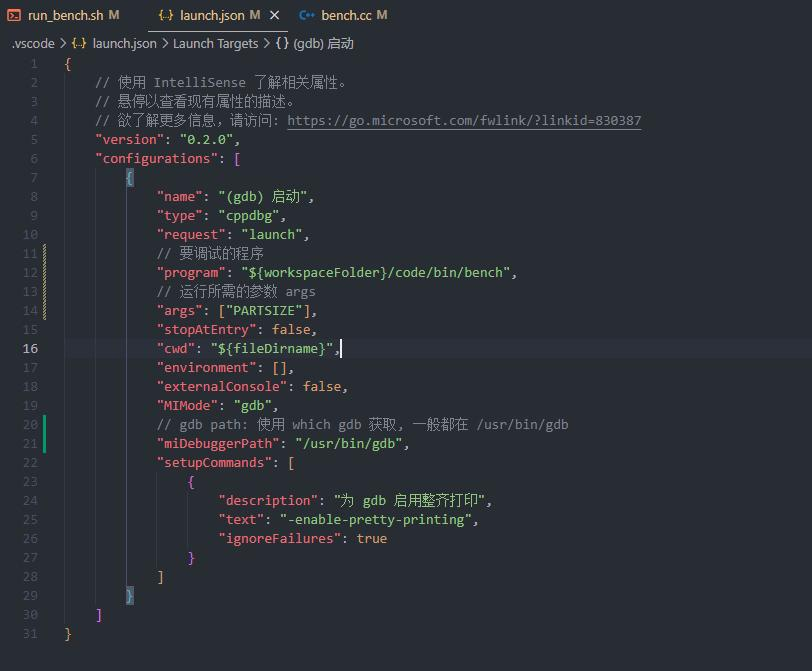 run_bench.sh M
launch.json M
bench.cc M
.vscode > launch.json > Launch Targets > {} (gdb) 启动
1 {
2 // 使用 IntelliSense 了解相关属性。
3 // 悬停以查看现有属性的描述。
4 // 欲了解更多信息，请访问: https://go.microsoft.com/fwlink/?linkid=830387
5 "version": "0.2.0",
6 "configurations": [
7 {
8 "name": "(gdb) 启动",
9 "type": "cppdbg",
10 "request": "launch",
11 // 要调试的程序
12 "program": "${workspaceFolder}/code/bin/bench",
13 // 运行所需的参数 args
14 "args": ["PARTSIZE"],
15 "stopAtEntry": false,
16 "cwd": "${fileDirname}",
17 "environment": [],
18 "externalConsole": false,
19 "MIMode": "gdb",
20 // gdb path: 使用 which gdb 获取, 一般都在 /usr/bin/gdb
21 "miDebuggerPath": "/usr/bin/gdb",
22 "setupCommands": [
23 {
24 "description": "为 gdb 启用整齐打印",
25 "text": "-enable-pretty-printing",
26 "ignoreFailures": true
27 }
28 ]
29 }
30 ]
31 }